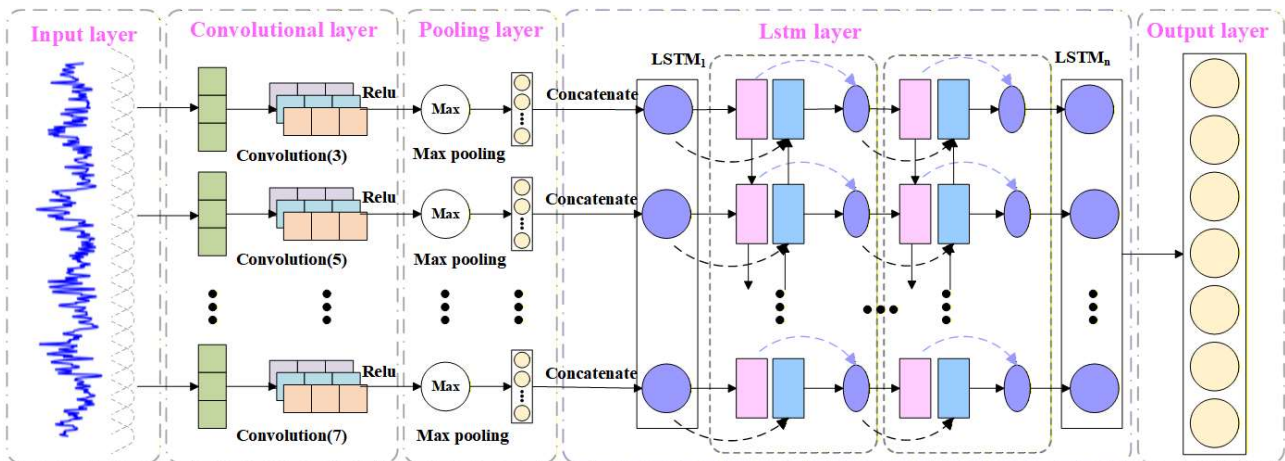 Input layer
Convolutional layer
Pooling layer
Lstm layer
Output layer
LSTM₁
LSTMₙ
Relu
Max
Concatenate
Convolution(3)
Max pooling
Relu
Max
Concatenate
Convolution(5)
Max pooling
Relu
Max
Concatenate
Convolution(7)
Max pooling